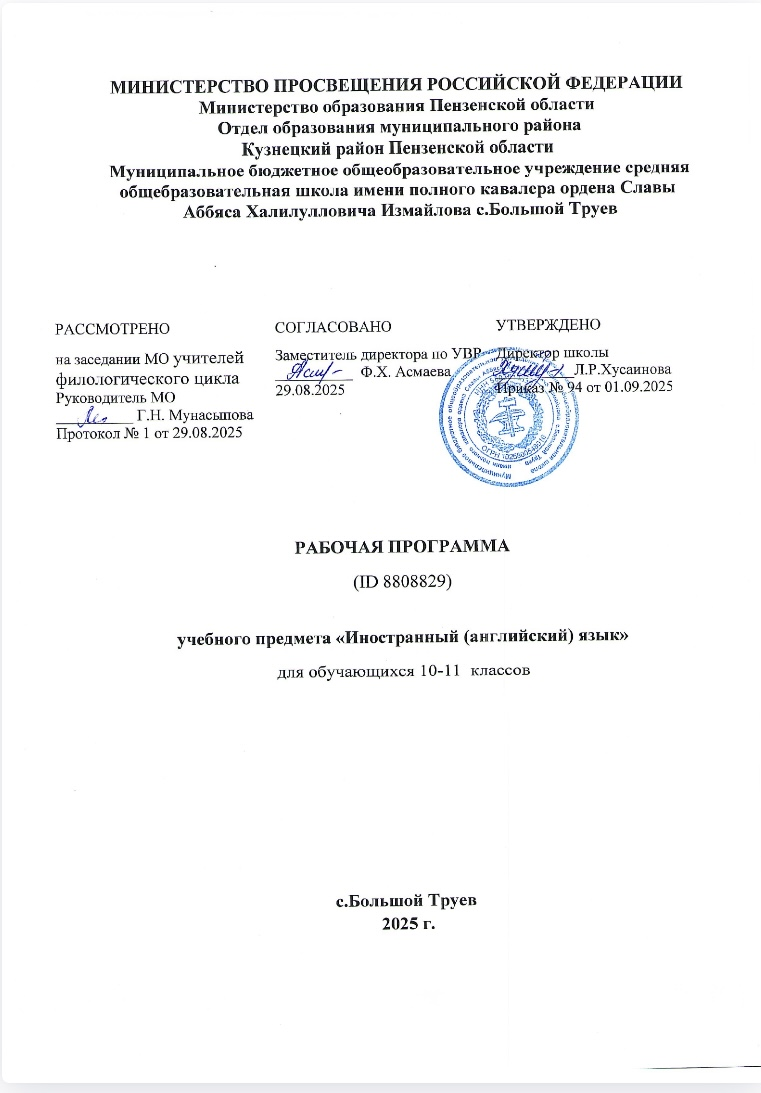 МИНИСТЕРСТВО ПРОСВЕЩЕНИЯ РОССИЙСКОЙ ФЕДЕРАЦИИ
Министерство образования Пензенской области
Отдел образования муниципального района
Кузнецкий район Пензенской области
Муниципальное бюджетное общеобразовательное учреждение средняя
общебразовательная школа имени полного кавалера ордена Славы
Аббяса Халилулловича Измайлова с.Большой Труев
РАССМОТРЕНО
на заседании МО учителей
филологического цикла
Руководитель МО
Г.Н. Мунасыпова
Протокол № 1 от 29.08.2025
СОГЛАСОВАНО
Заместитель директора по УВР
Ф.Х. Асмаева
29.08.2025
УТВЕРЖДЕНО
Директор школы
Л.Р.Хусаинова
Приказ № 94 от 01.09.2025
РАБОЧАЯ ПРОГРАММА
(ID 8808829)
учебного предмета «Иностранный (английский) язык»
для обучающихся 10-11 классов
с.Большой Труев
2025 г.